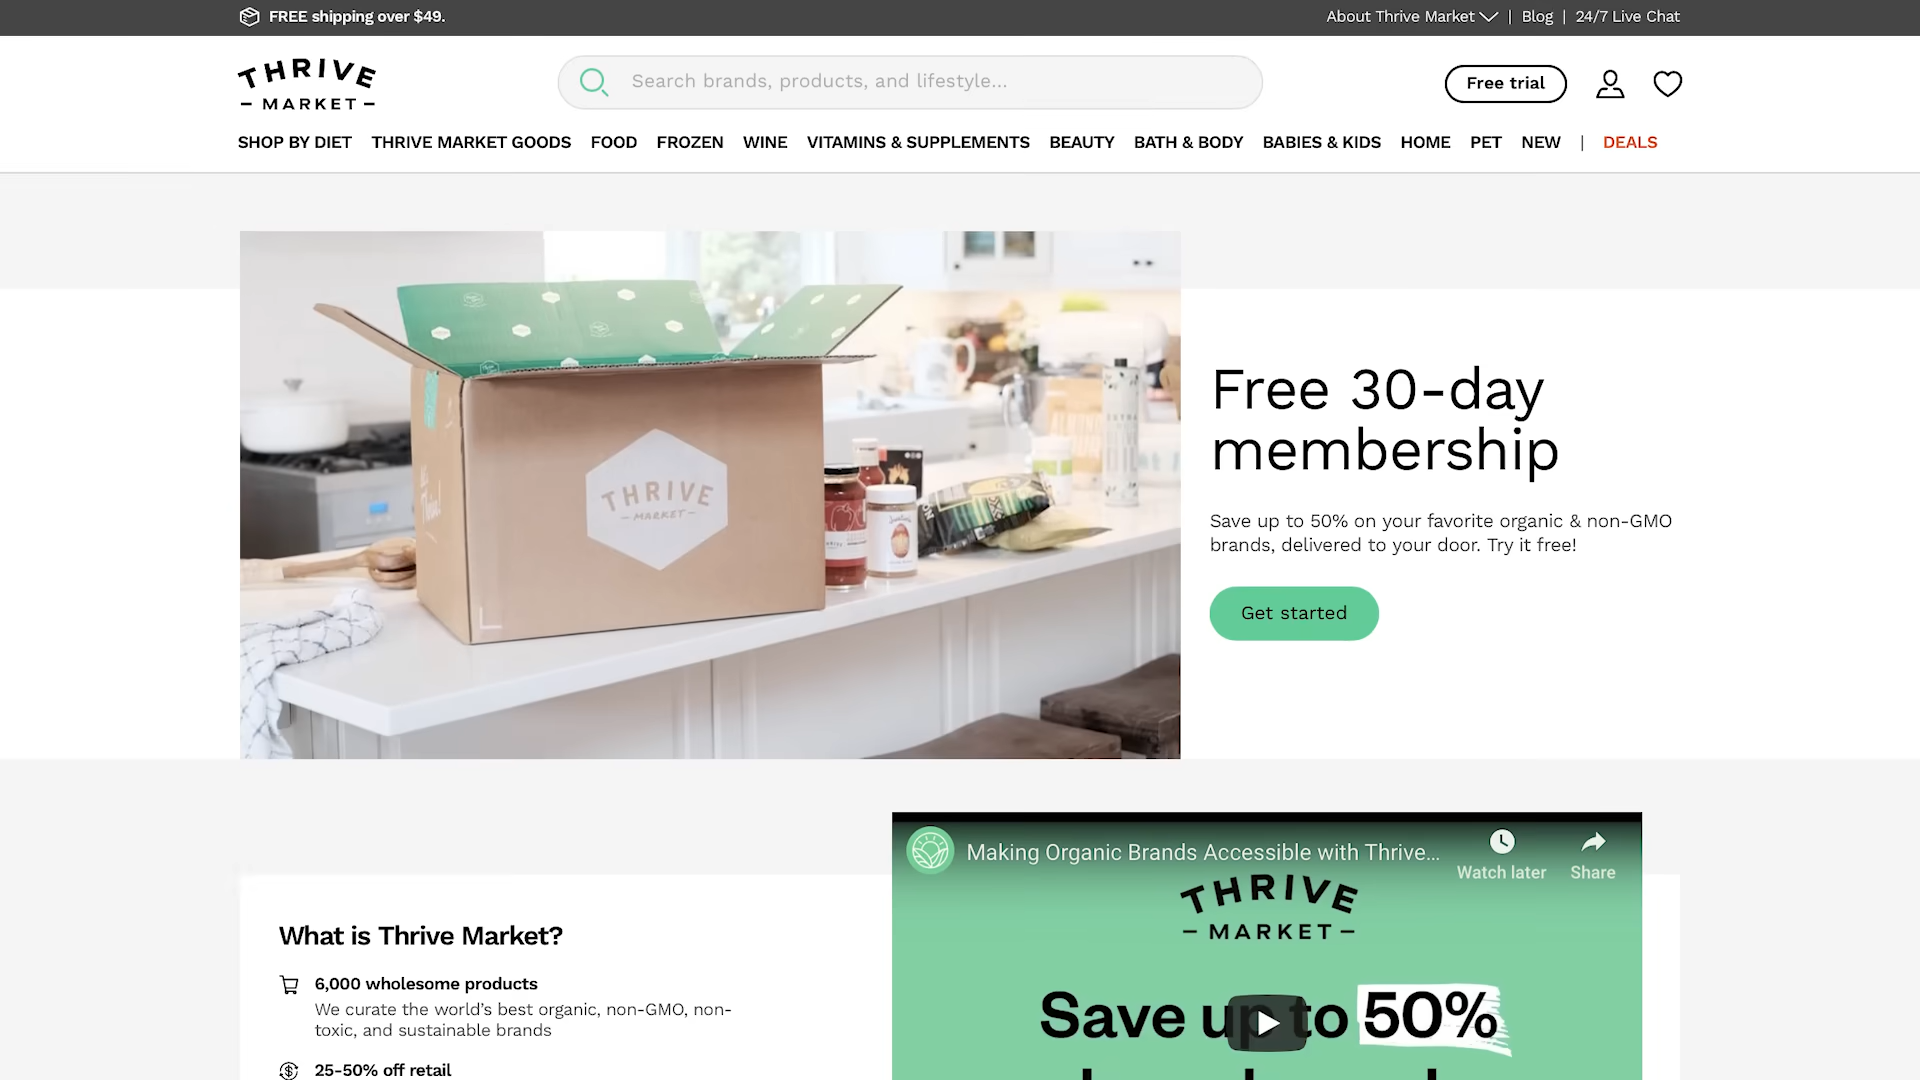 FREE shipping over $49.
About Thrive Market | Blog | 24/7 Live Chat
THRIVE
– MARKET –
Search brands, products, and lifestyle...
Free trial
SHOP BY DIET THRIVE MARKET GOODS FOOD FROZEN WINE VITAMINS & SUPPLEMENTS BEAUTY BATH & BODY BABIES & KIDS HOME PET NEW | DEALS
THRIVE
– MARKET –
Free 30-day
membership
Save up to 50% on your favorite organic & non-GMO
brands, delivered to your door. Try it free!
Get started
What is Thrive Market?
6,000 wholesome products
We curate the world’s best organic, non-GMO, non-
toxic, and sustainable brands
25-50% off retail
Making Organic Brands Accessible with Thrive...
Watch later
Share
THRIVE
– MARKET –
Save up to 50%